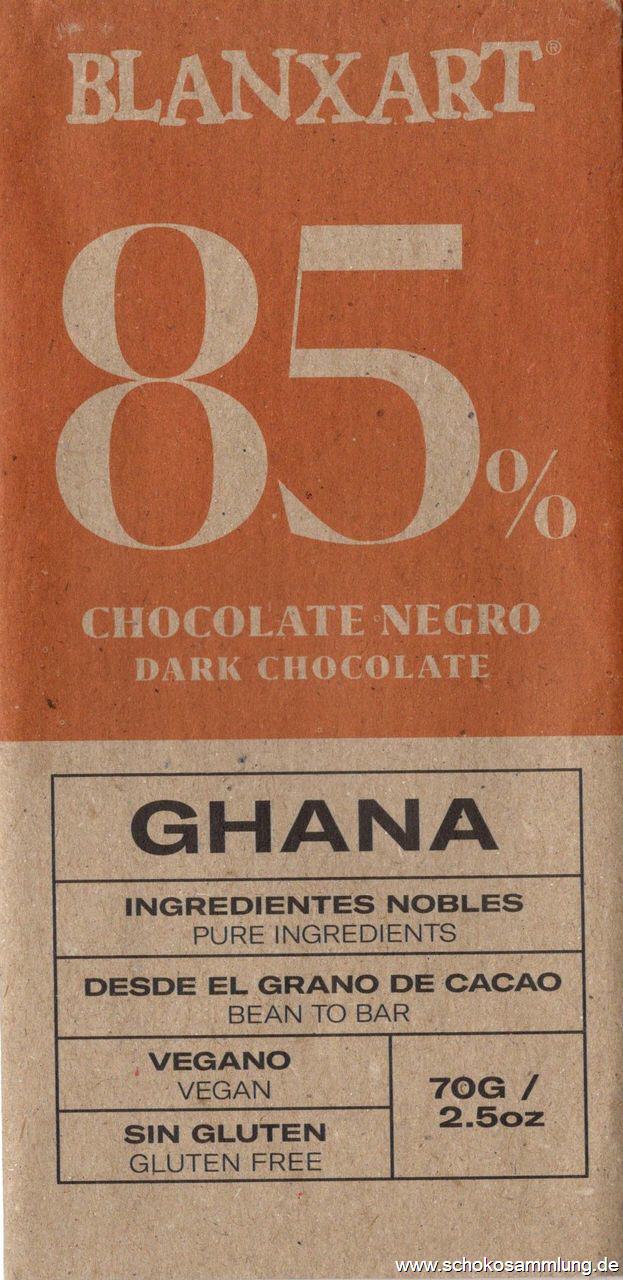 BLANXART®
85%
CHOCOLATE NEGRO
DARK CHOCOLATE
GHANA
INGREDIENTES NOBLES
PURE INGREDIENTS
DESDE EL GRANO DE CACAO
BEAN TO BAR
VEGANO
VEGAN
SIN GLUTEN
GLUTEN FREE
70G /
2.5oz
www.schokosammlung.de